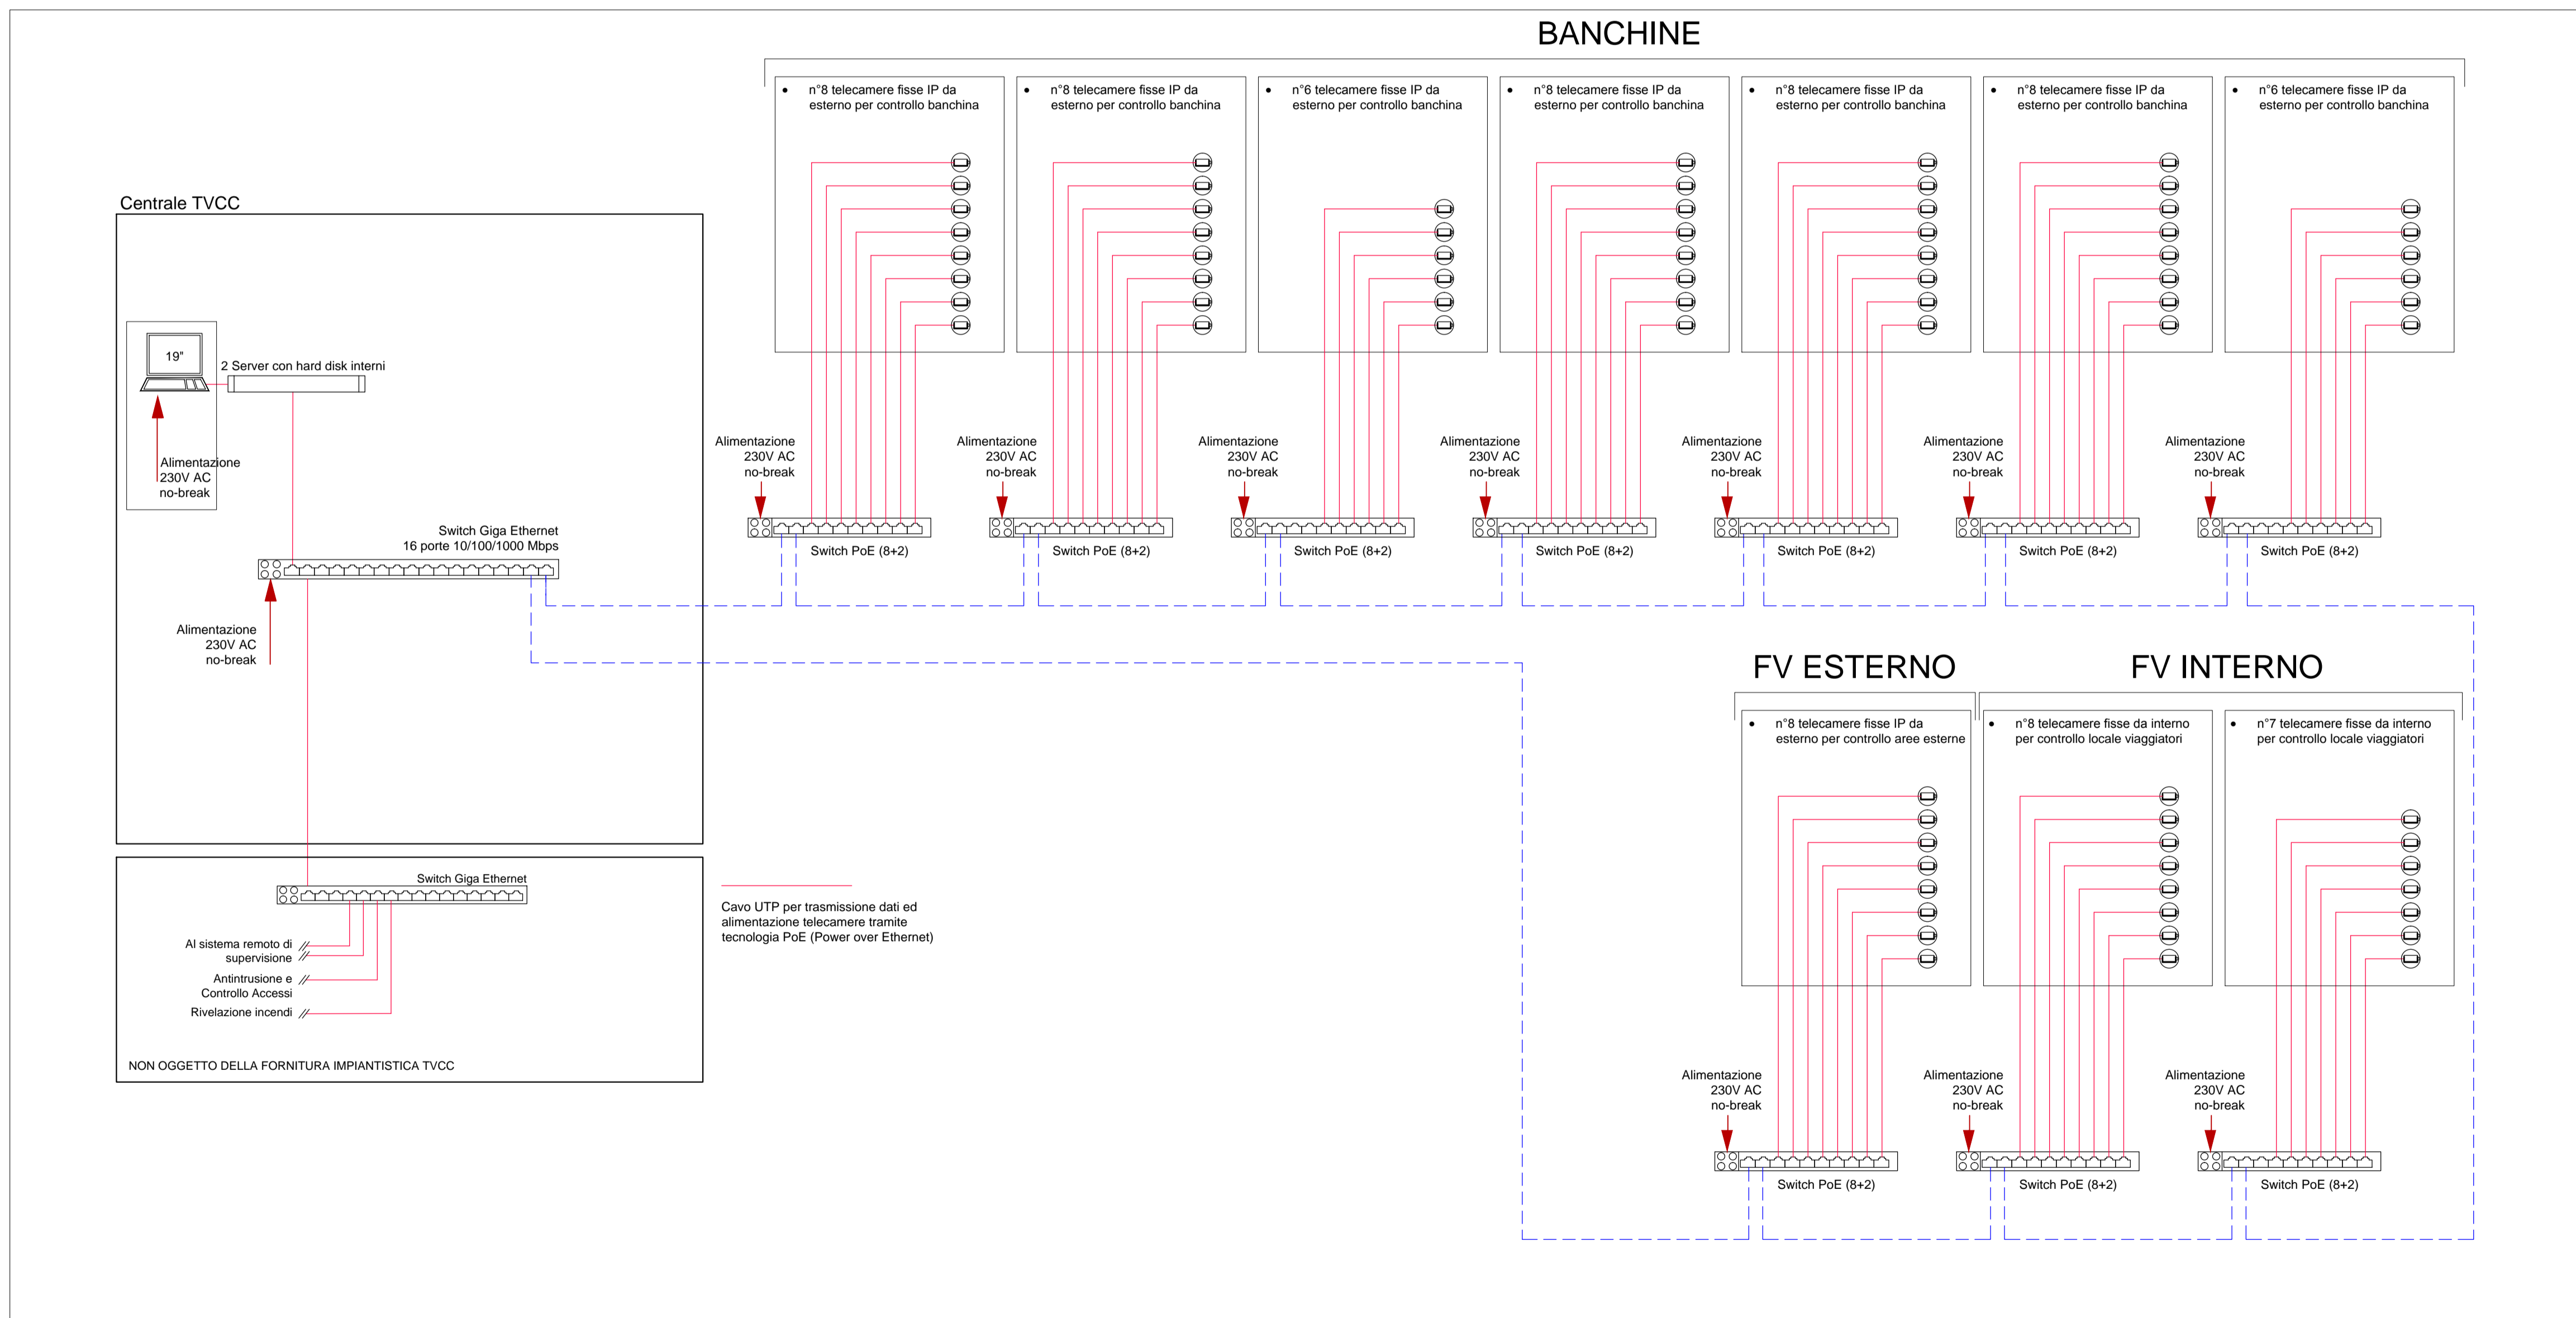 BANCHINE
• n°8 telecamere fisse IP da
esterno per controllo banchina
• n°8 telecamere fisse IP da
esterno per controllo banchina
• n°6 telecamere fisse IP da
esterno per controllo banchina
• n°8 telecamere fisse IP da
esterno per controllo banchina
• n°8 telecamere fisse IP da
esterno per controllo banchina
• n°8 telecamere fisse IP da
esterno per controllo banchina
• n°6 telecamere fisse IP da
esterno per controllo banchina
Centrale TVCC
19"
2 Server con hard disk interni
Alimentazione
230V AC
no-break
Switch Giga Ethernet
16 porte 10/100/1000 Mbps
Alimentazione
230V AC
no-break
Alimentazione
230V AC
no-break
Switch PoE (8+2)
Alimentazione
230V AC
no-break
Switch PoE (8+2)
Alimentazione
230V AC
no-break
Switch PoE (8+2)
Alimentazione
230V AC
no-break
Switch PoE (8+2)
Alimentazione
230V AC
no-break
Switch PoE (8+2)
Alimentazione
230V AC
no-break
Switch PoE (8+2)
Alimentazione
230V AC
no-break
Switch PoE (8+2)
FV ESTERNO
FV INTERNO
• n°8 telecamere fisse IP da
esterno per controllo aree esterne
• n°8 telecamere fisse da interno
per controllo locale viaggiatori
• n°7 telecamere fisse da interno
per controllo locale viaggiatori
Switch Giga Ethernet
Al sistema remoto di
supervisione
Antintrusione e
Controllo Accessi
Rivelazione incendi
NON OGGETTO DELLA FORNITURA IMPIANTISTICA TVCC
Cavo UTP per trasmissione dati ed
alimentazione telecamere tramite
tecnologia PoE (Power over Ethernet)
Alimentazione
230V AC
no-break
Switch PoE (8+2)
Alimentazione
230V AC
no-break
Switch PoE (8+2)
Alimentazione
230V AC
no-break
Switch PoE (8+2)